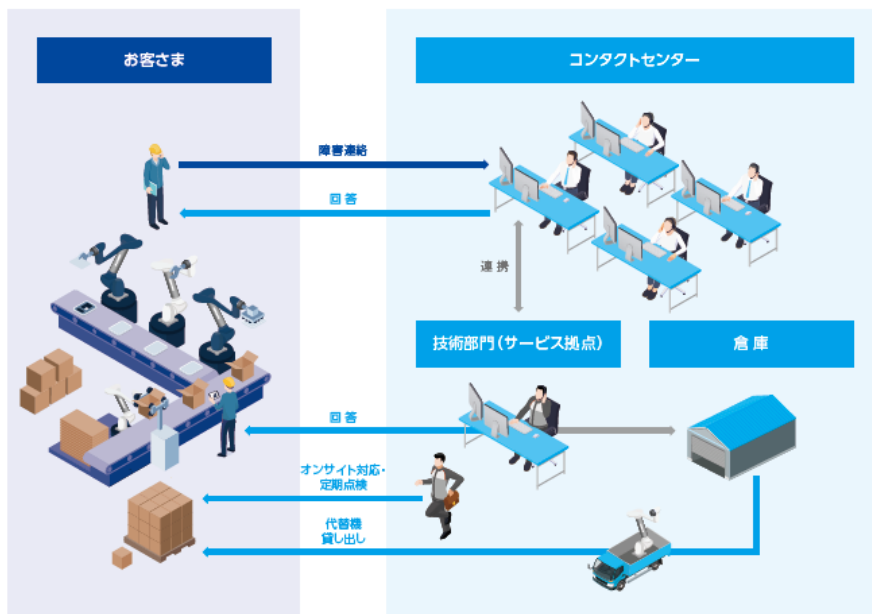 お客さま
コンタクトセンター
障害連絡
回答
連携
技術部門(サービス拠点)
倉庫
回答
オンサイト対応・
定期点検
代替機
貸し出し